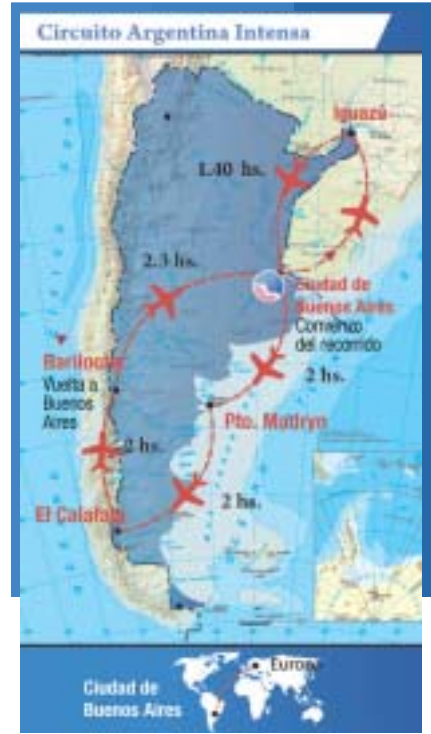 Circuito Argentina Intensa
Iguazú
1.40 hs.
2.3 hs.
Ciudad de
Buenos Aires
Comienzo
del recorrido
Bariloche
Vuelta a
Buenos
Aires
2 hs.
Pto. Madryn
2 hs.
2 hs.
El Calafate
Europa
Ciudad de
Buenos Aires